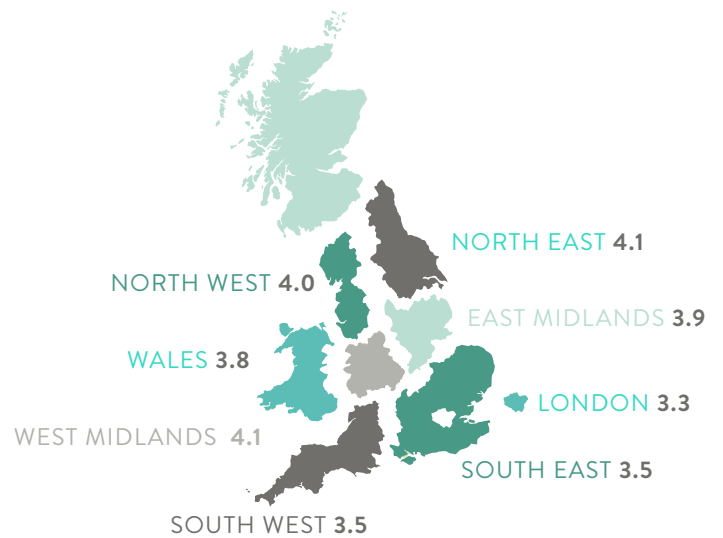 NORTH EAST 4.1
NORTH WEST 4.0
EAST MIDLANDS 3.9
WALES 3.8
LONDON 3.3
WEST MIDLANDS 4.1
SOUTH EAST 3.5
SOUTH WEST 3.5